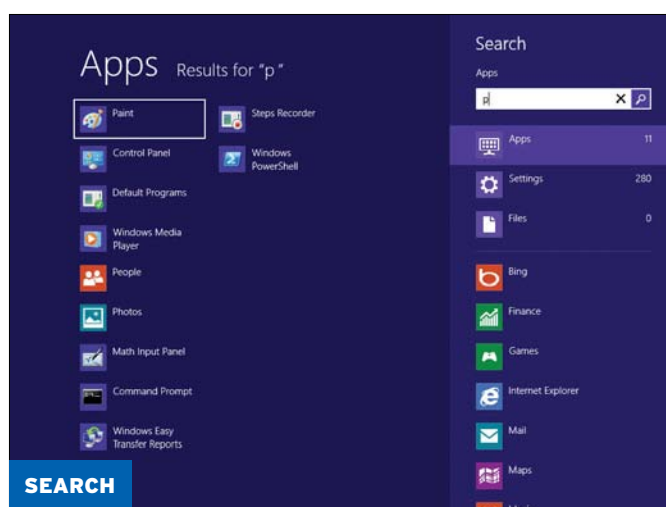 Apps Results for "p"
Paint
Control Panel
Default Programs
Windows Media
Player
People
Photos
Math Input Panel
Command Prompt
Windows Easy
Transfer Reports
Steps Recorder
Windows
PowerShell
Search
Apps
p
Apps 11
Settings 280
Files 0
Bing
Finance
Games
Internet Explorer
Mail
Maps
SEARCH